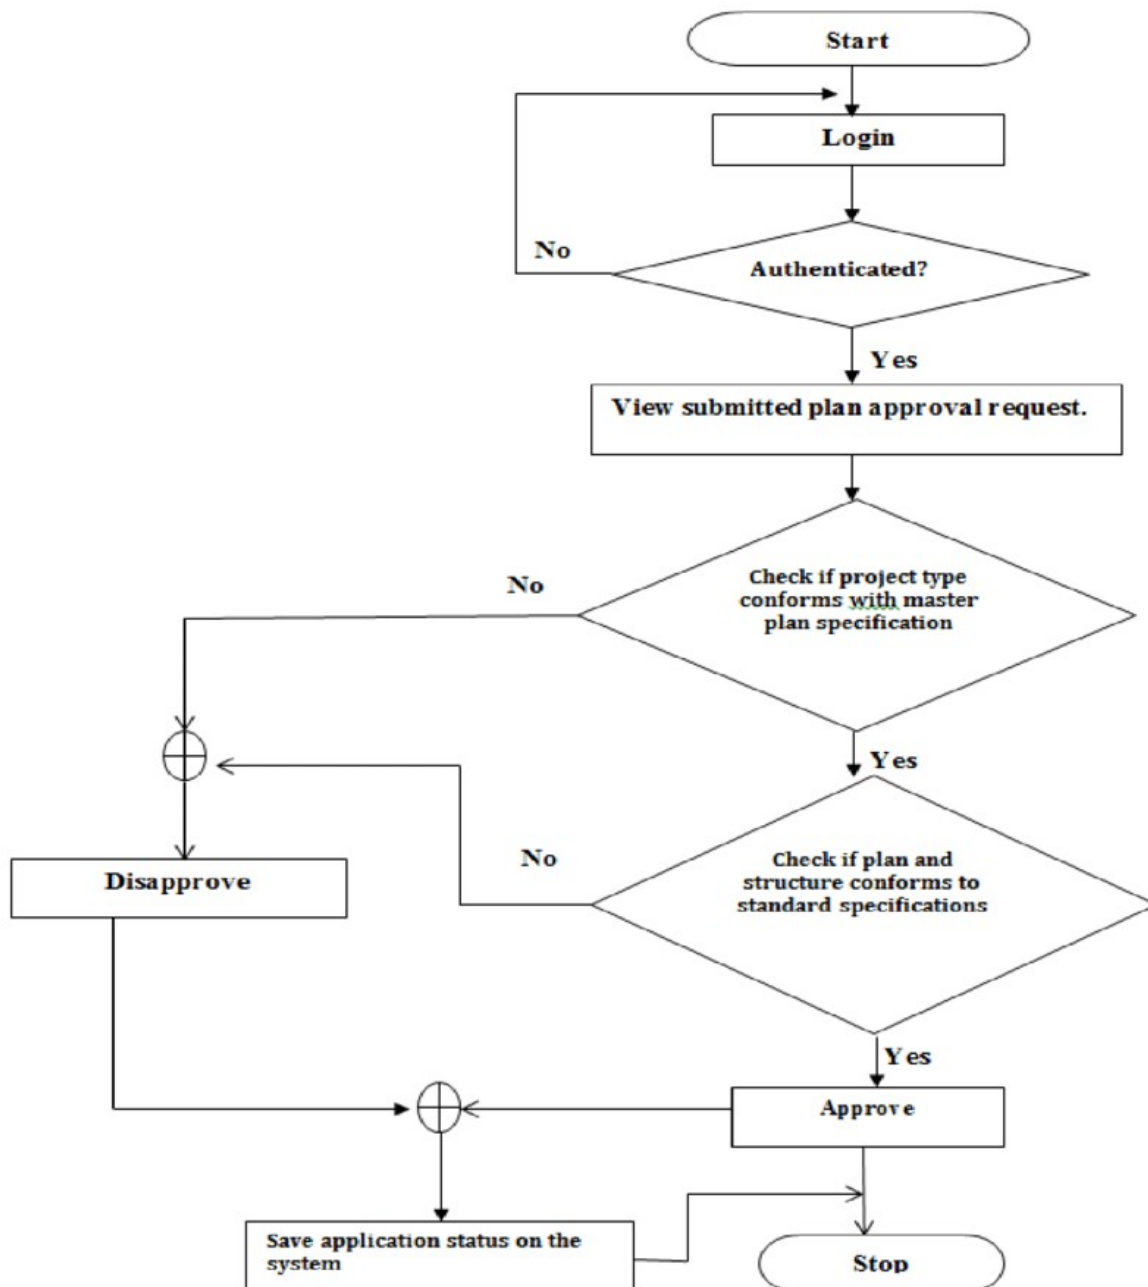 Start
Login
No
Authenticated?
Yes
View submitted plan approval request.
No
Check if project type
conforms with master
plan specification
Yes
No
Check if plan and
structure conforms to
standard specifications
Disapprove
Yes
Approve
Save application status on the
system
Stop